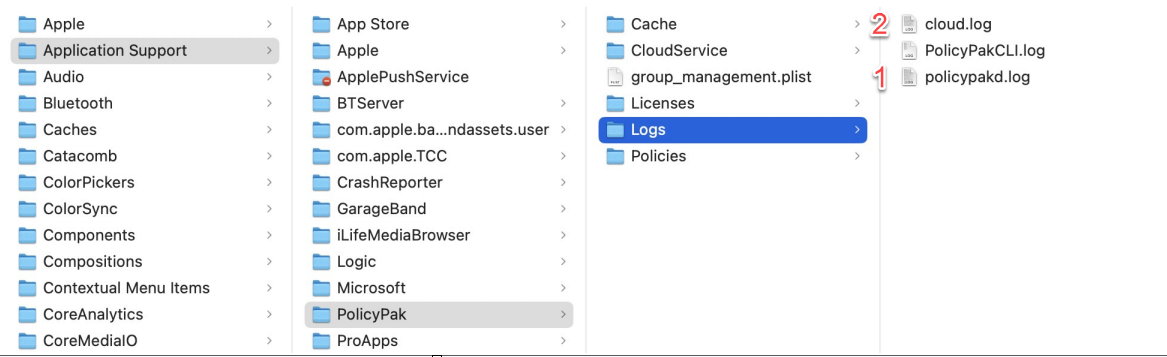 Apple
Application Support
Audio
Bluetooth
Caches
Catacomb
ColorPickers
ColorSync
Components
Compositions
Contextual Menu Items
CoreAnalytics
CoreMediaIO
App Store
Apple
ApplePushService
BTServer
com.apple.ba...ndassets.user
com.apple.TCC
CrashReporter
GarageBand
iLifeMediaBrowser
Logic
Microsoft
PolicyPak
ProApps
Cache
CloudService
group_management.plist
Licenses
Logs
Policies
2 cloud.log
PolicyPakCLI.log
1 policypakd.log